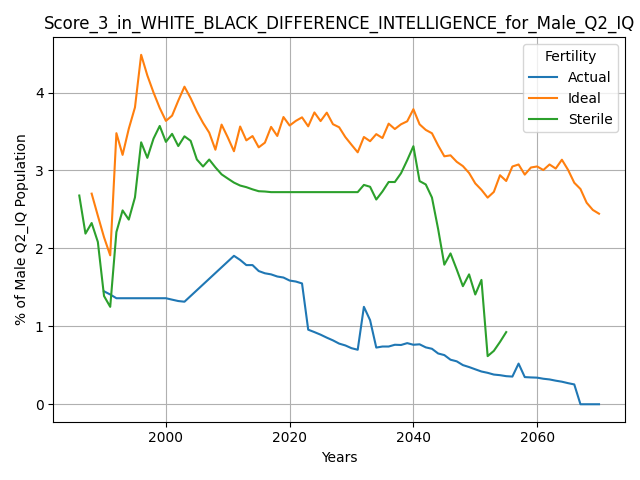 Score_3_in_WHITE_BLACK_DIFFERENCE_INTELLIGENCE_for_Male_Q2_IQ
Fertility
Actual
Ideal
Sterile
% of Male Q2_IQ Population
4
3
2
1
0
2000
2020
2040
2060
Years